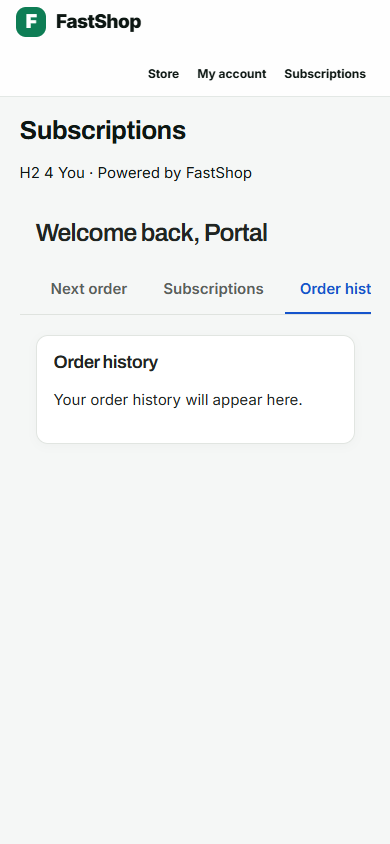 F FastShop
Store My account Subscriptions
Subscriptions
H2 4 You · Powered by FastShop
Welcome back, Portal
Next order Subscriptions Order hist
Order history
Your order history will appear here.